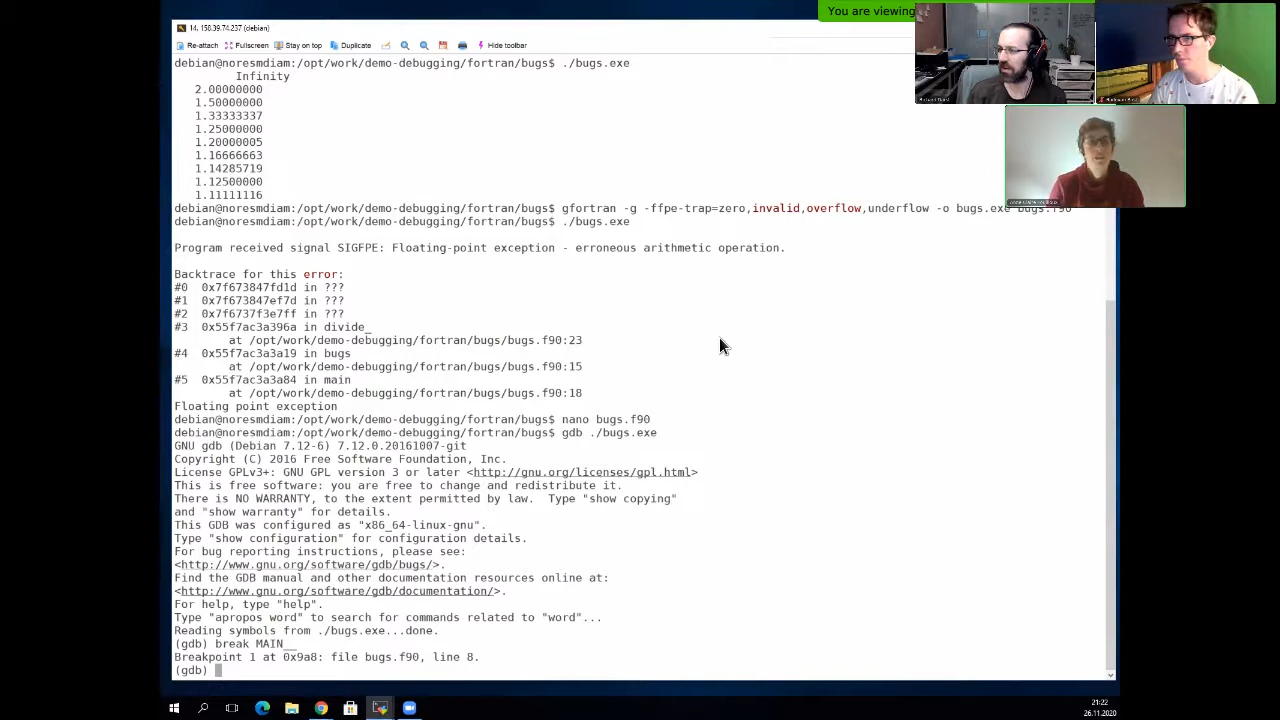 You are viewing
14. 158.39.74.237 (debian)
Re-attach Fullscreen Stay on top Duplicate Hide toolbar
debian@noresmdiam:/opt/work/demo-debugging/fortran/bugs$ ./bugs.exe
Infinity
2.00000000
1.50000000
1.33333337
1.25000000
1.20000005
1.16666663
1.14285719
1.12500000
1.11111116
debian@noresmdiam:/opt/work/demo-debugging/fortran/bugs$ gfortran -g -ffpe-trap=zero,invalid,overflow,underflow -o bugs.exe bugs.f90
debian@noresmdiam:/opt/work/demo-debugging/fortran/bugs$ ./bugs.exe
Program received signal SIGFPE: Floating-point exception - erroneous arithmetic operation.
Backtrace for this error:
#0 0x7f673847fd1d in ???
#1 0x7f673847ef7d in ???
#2 0x7f6737f3e7ff in ???
#3 0x55f7ac3a396a in divide_
at /opt/work/demo-debugging/fortran/bugs/bugs.f90:23
#4 0x55f7ac3a3a19 in bugs
at /opt/work/demo-debugging/fortran/bugs/bugs.f90:15
#5 0x55f7ac3a3a84 in main
at /opt/work/demo-debugging/fortran/bugs/bugs.f90:18
Floating point exception
debian@noresmdiam:/opt/work/demo-debugging/fortran/bugs$ nano bugs.f90
debian@noresmdiam:/opt/work/demo-debugging/fortran/bugs$ gdb ./bugs.exe
GNU gdb (Debian 7.12-6) 7.12.0.20161007-git
Copyright (C) 2016 Free Software Foundation, Inc.
License GPLv3+: GNU GPL version 3 or later <http://gnu.org/licenses/gpl.html>
This is free software: you are free to change and redistribute it.
There is NO WARRANTY, to the extent permitted by law.  Type "show copying"
and "show warranty" for details.
This GDB was configured as "x86_64-linux-gnu".
Type "show configuration" for configuration details.
For bug reporting instructions, please see:
<http://www.gnu.org/software/gdb/bugs/>.
Find the GDB manual and other documentation resources online at:
<http://www.gnu.org/software/gdb/documentation/>.
For help, type "help".
Type "apropos word" to search for commands related to "word"...
Reading symbols from ./bugs.exe...done.
(gdb) break MAIN__
Breakpoint 1 at 0x9a8: file bugs.f90, line 8.
(gdb)
21:22
26.11.2020